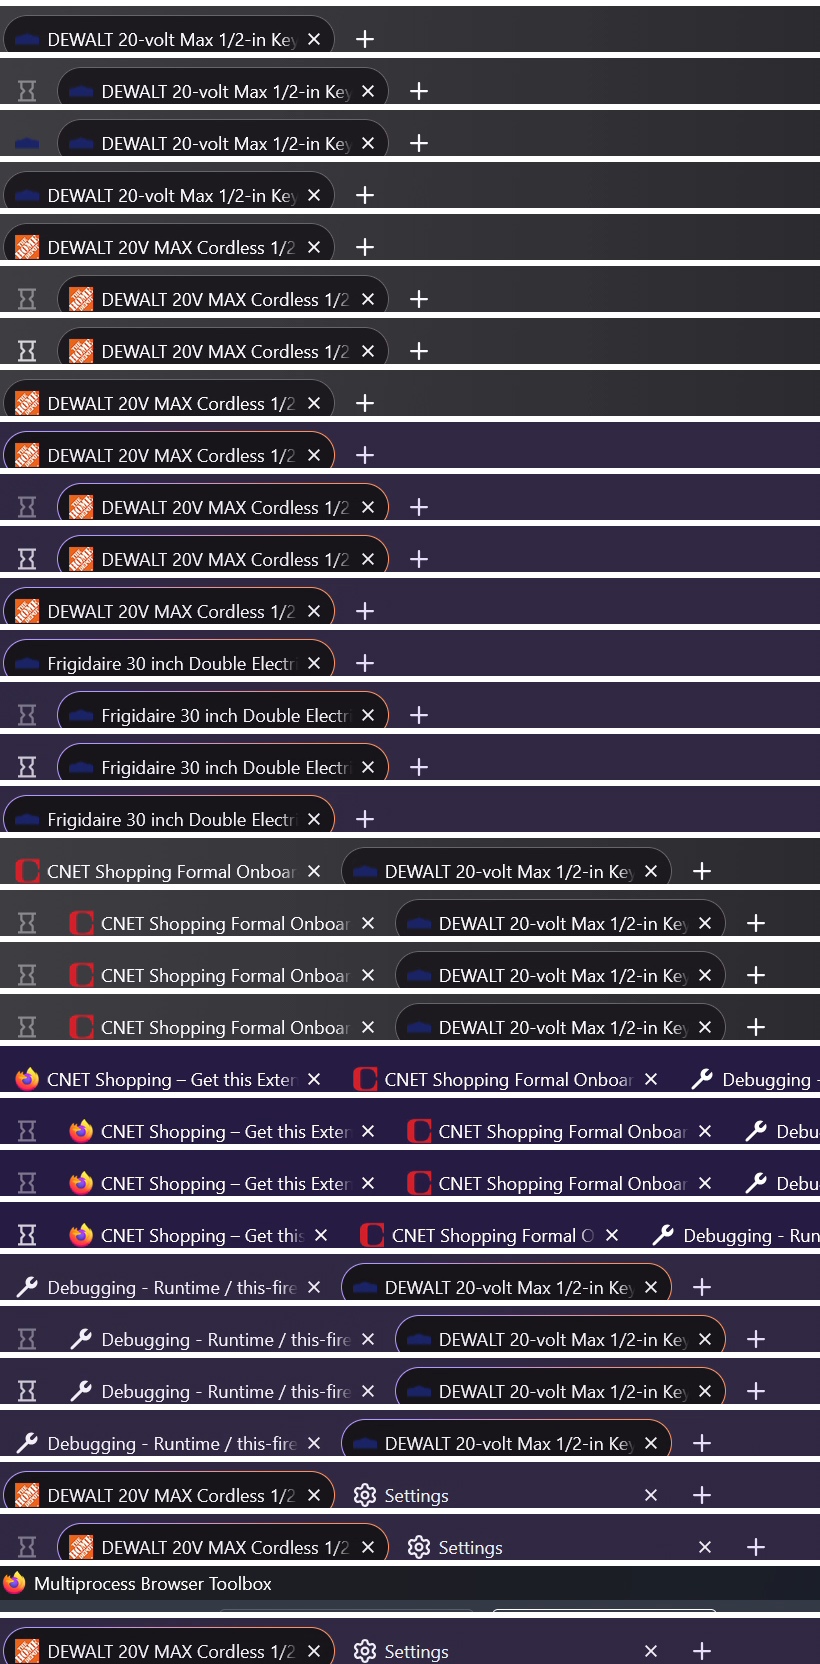 DEWALT 20-volt Max 1/2-in Key
DEWALT 20-volt Max 1/2-in Key
DEWALT 20-volt Max 1/2-in Key
DEWALT 20-volt Max 1/2-in Key
DEWALT 20V MAX Cordless 1/2
DEWALT 20V MAX Cordless 1/2
DEWALT 20V MAX Cordless 1/2
DEWALT 20V MAX Cordless 1/2
DEWALT 20V MAX Cordless 1/2
DEWALT 20V MAX Cordless 1/2
DEWALT 20V MAX Cordless 1/2
DEWALT 20V MAX Cordless 1/2
Frigidaire 30 inch Double Electri
Frigidaire 30 inch Double Electri
Frigidaire 30 inch Double Electri
Frigidaire 30 inch Double Electri
CNET Shopping Formal Onboar DEWALT 20-volt Max 1/2-in Key
CNET Shopping Formal Onboar DEWALT 20-volt Max 1/2-in Key
CNET Shopping Formal Onboar DEWALT 20-volt Max 1/2-in Key
CNET Shopping Formal Onboar DEWALT 20-volt Max 1/2-in Key
CNET Shopping – Get this Exten CNET Shopping Formal Onboar Debugging -
CNET Shopping – Get this Exten CNET Shopping Formal Onboar Debu
CNET Shopping – Get this Exten CNET Shopping Formal Onboar Debu
CNET Shopping – Get this CNET Shopping Formal O Debugging - Run
Debugging - Runtime / this-fire DEWALT 20-volt Max 1/2-in Key
Debugging - Runtime / this-fire DEWALT 20-volt Max 1/2-in Key
Debugging - Runtime / this-fire DEWALT 20-volt Max 1/2-in Key
Debugging - Runtime / this-fire DEWALT 20-volt Max 1/2-in Key
DEWALT 20V MAX Cordless 1/2 Settings
DEWALT 20V MAX Cordless 1/2 Settings
Multiprocess Browser Toolbox
DEWALT 20V MAX Cordless 1/2 Settings